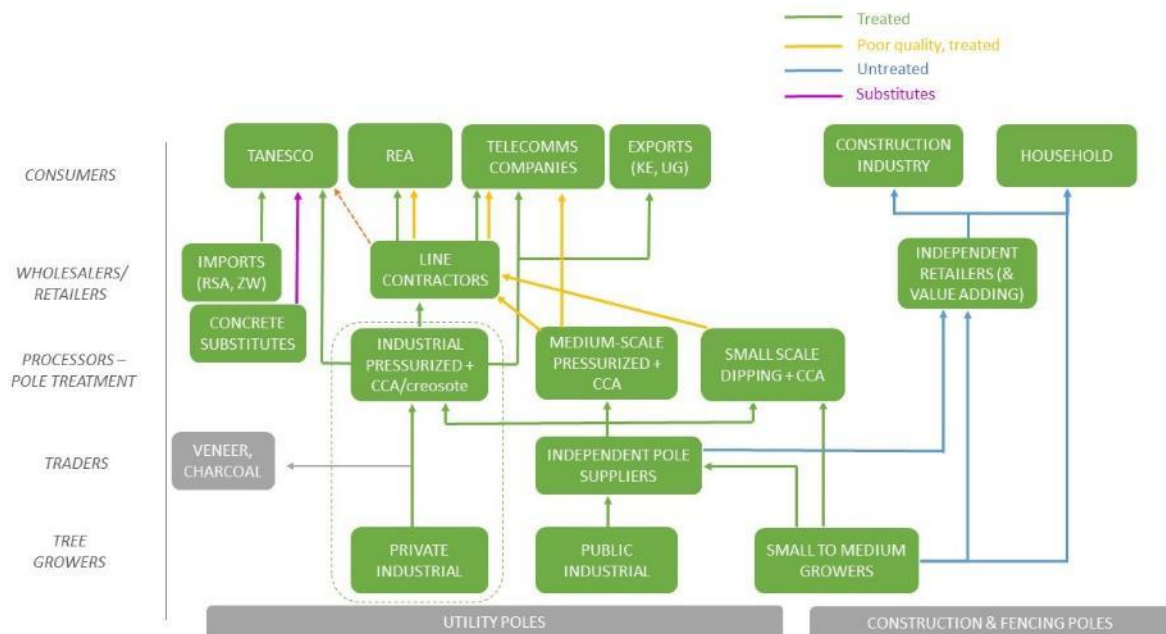 Treated
Poor quality, treated
Untreated
Substitutes
CONSUMERS
TANESCO
REA
TELECOMMS
COMPANIES
EXPORTS
(KE, UG)
CONSTRUCTION
INDUSTRY
HOUSEHOLD
WHOLESALERS/
RETAILERS
IMPORTS
(RSA, ZW)
LINE
CONTRACTORS
INDEPENDENT
RETAILERS (&
VALUE ADDING)
CONCRETE
SUBSTITUTES
PROCESSORS –
POLE TREATMENT
INDUSTRIAL
PRESSURIZED +
CCA/creosote
MEDIUM-SCALE
PRESSURIZED +
CCA
SMALL SCALE
DIPPING + CCA
TRADERS
VENEER,
CHARCOAL
INDEPENDENT POLE
SUPPLIERS
TREE
GROWERS
PRIVATE
INDUSTRIAL
PUBLIC
INDUSTRIAL
SMALL TO MEDIUM
GROWERS
UTILITY POLES
CONSTRUCTION & FENCING POLES